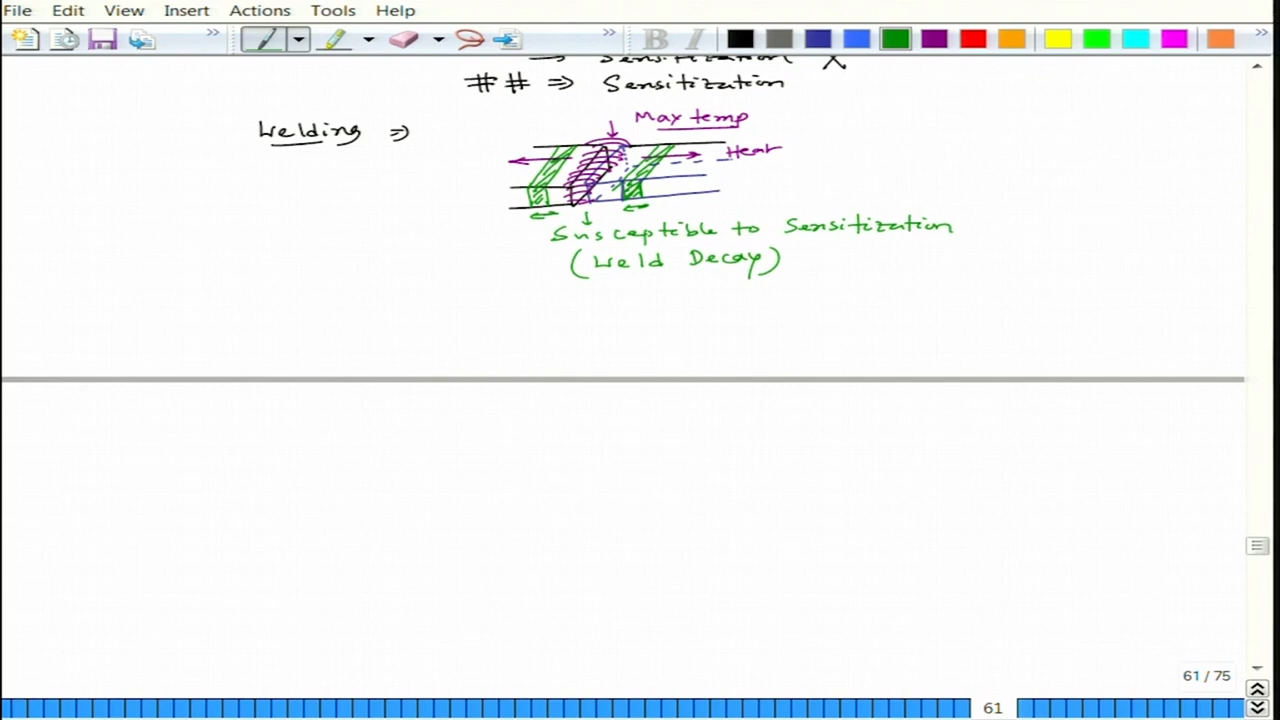 File Edit View Insert Actions Tools Help
B I
⇒ Sensitization X
## ⇒ Sensitization
Welding ⇒
Max temp
Heat
Susceptible to Sensitization
(Weld Decay)
61 / 75
61